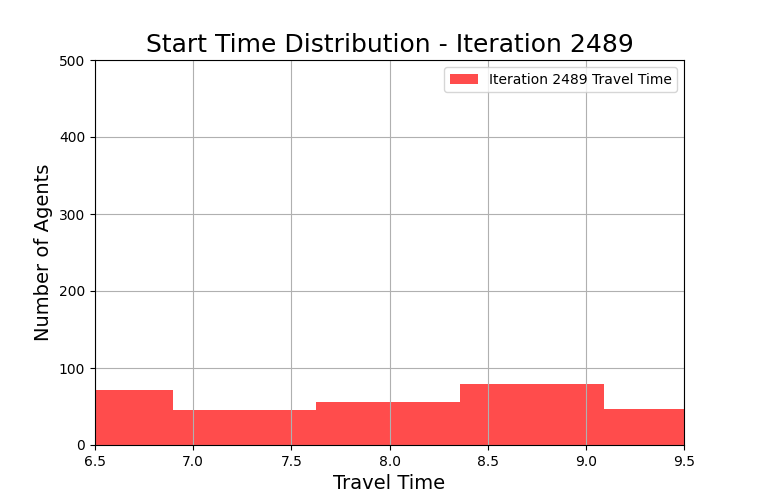 Start Time Distribution - Iteration 2489
Iteration 2489 Travel Time
Number of Agents
500
400
300
200
100
0
6.5 7.0 7.5 8.0 8.5 9.0 9.5
Travel Time